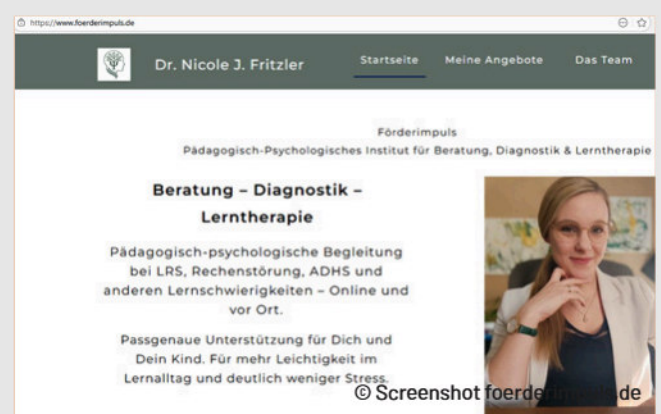 https://www.foerderimpuls.de
Dr. Nicole J. Fritzler Startseite Meine Angebote Das Team
Förderimpuls
Pädagogisch-Psychologisches Institut für Beratung, Diagnostik & Lerntherapie
Beratung – Diagnostik –
Lerntherapie
Pädagogisch-psychologische Begleitung
bei LRS, Rechenstörung, ADHS und
anderen Lernschwierigkeiten – Online und
vor Ort.
Passgenaue Unterstützung für Dich und
Dein Kind. Für mehr Leichtigkeit im
Lernalltag und deutlich weniger Stress.
© Screenshot foerderimpuls.de